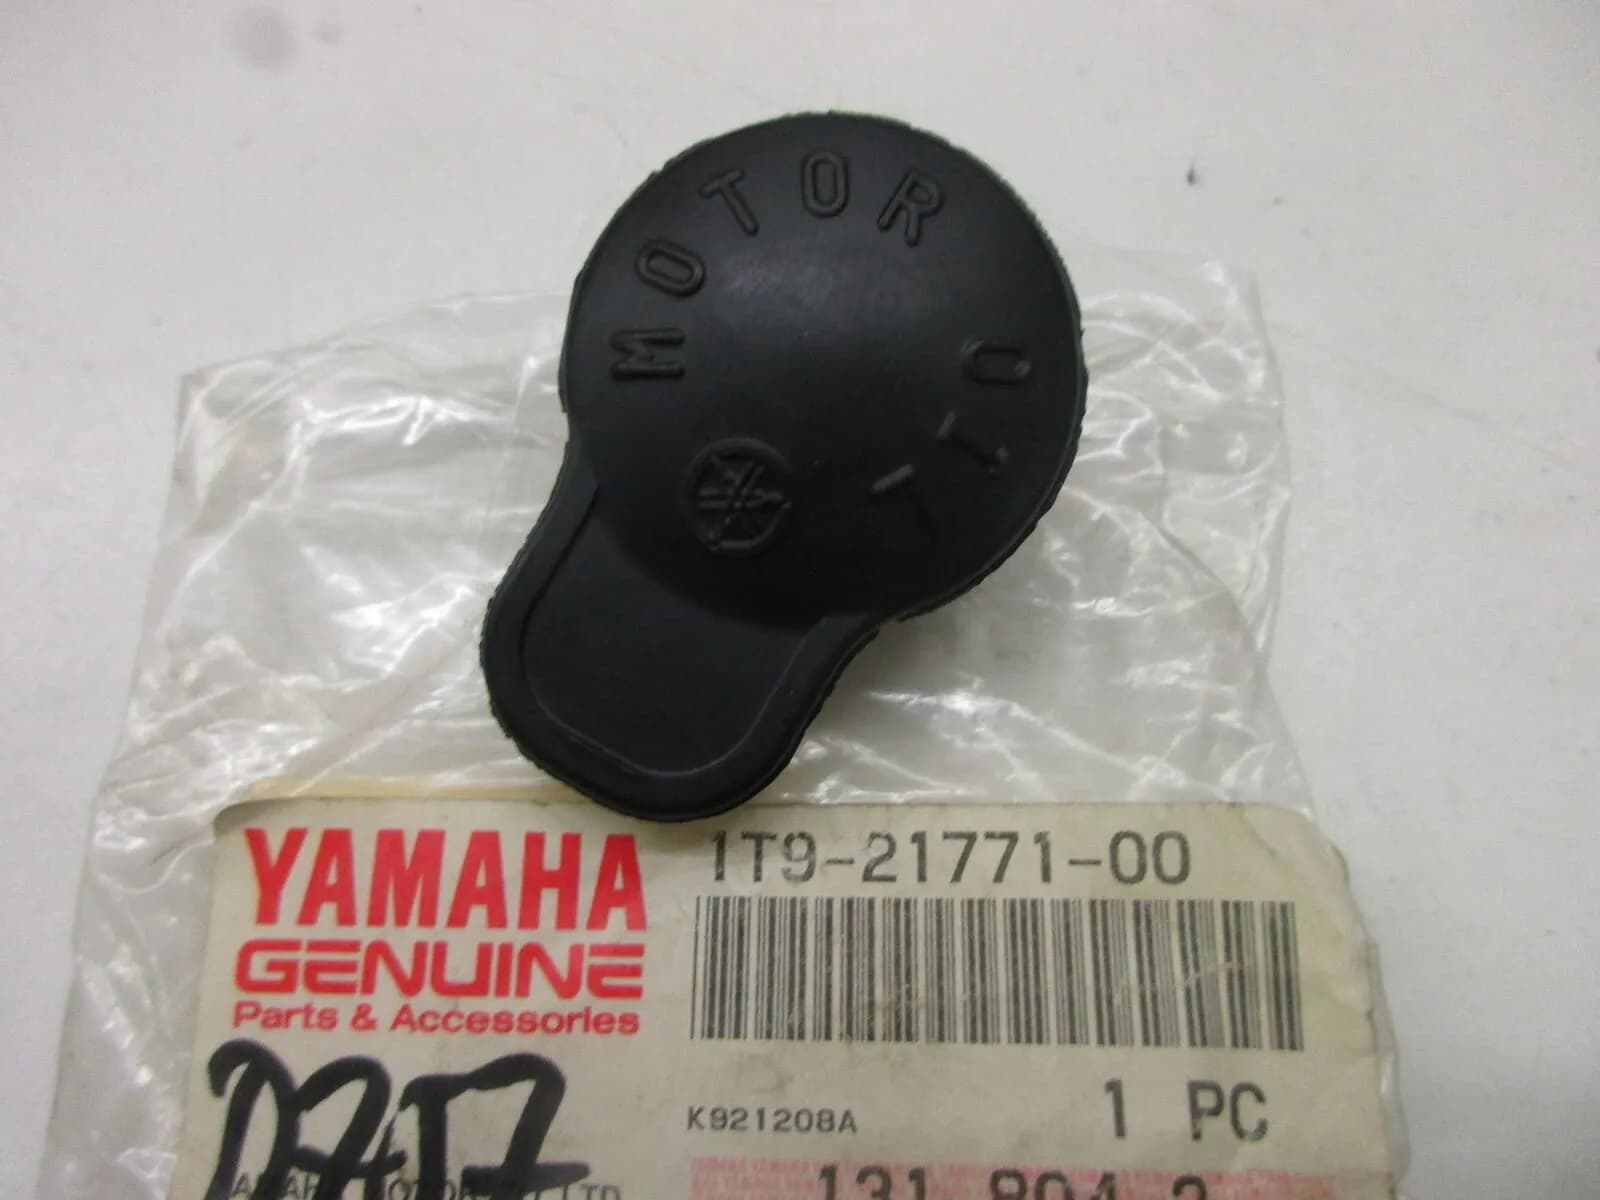 MOTOR OIL
YAMAHA
GENUINE
Parts & Accessories
1T9-21771-00
K921208A
1 PC